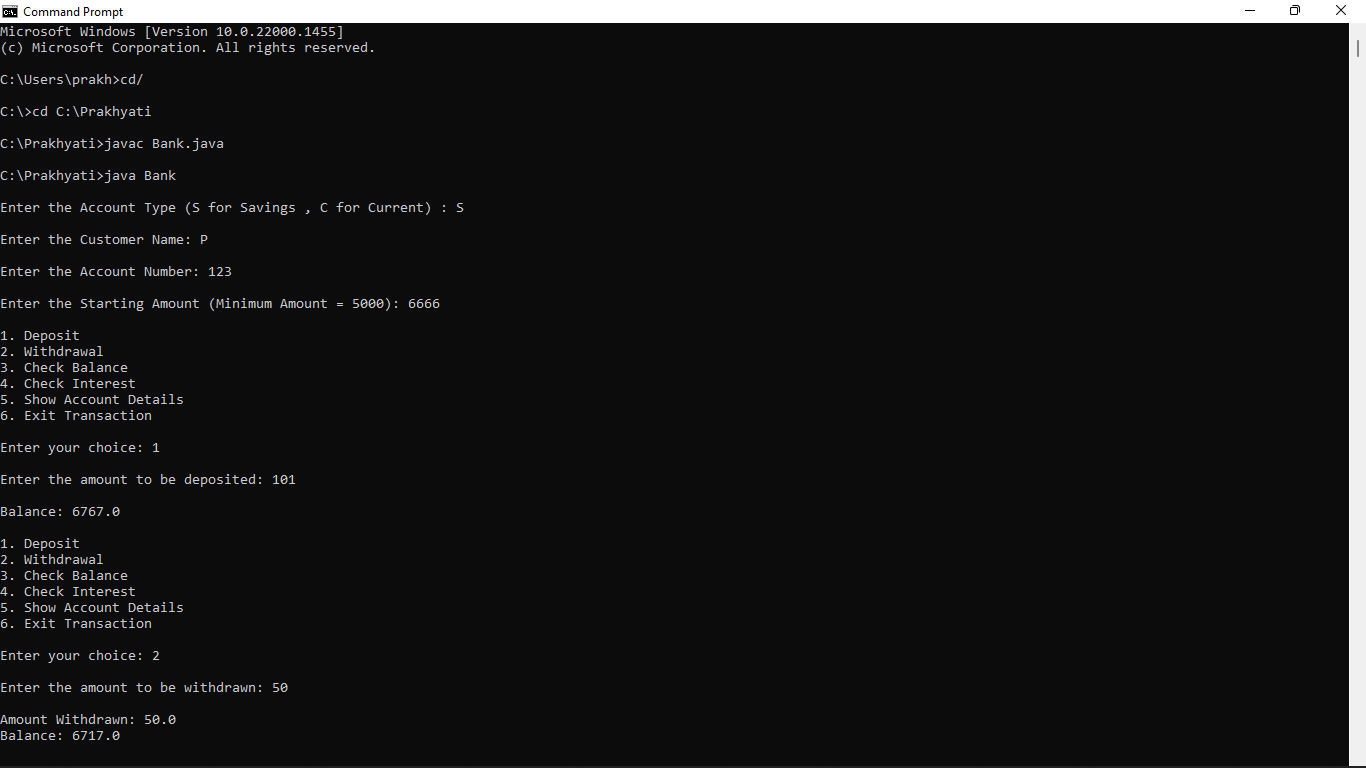 Command Prompt
Microsoft Windows [Version 10.0.22000.1455]
(c) Microsoft Corporation. All rights reserved.
C:\Users\prakh>cd/
C:\>cd C:\Prakhyati
C:\Prakhyati>javac Bank.java
C:\Prakhyati>java Bank
Enter the Account Type (S for Savings , C for Current) : S
Enter the Customer Name: P
Enter the Account Number: 123
Enter the Starting Amount (Minimum Amount = 5000): 6666
1. Deposit
2. Withdrawal
3. Check Balance
4. Check Interest
5. Show Account Details
6. Exit Transaction
Enter your choice: 1
Enter the amount to be deposited: 101
Balance: 6767.0
1. Deposit
2. Withdrawal
3. Check Balance
4. Check Interest
5. Show Account Details
6. Exit Transaction
Enter your choice: 2
Enter the amount to be withdrawn: 50
Amount Withdrawn: 50.0
Balance: 6717.0